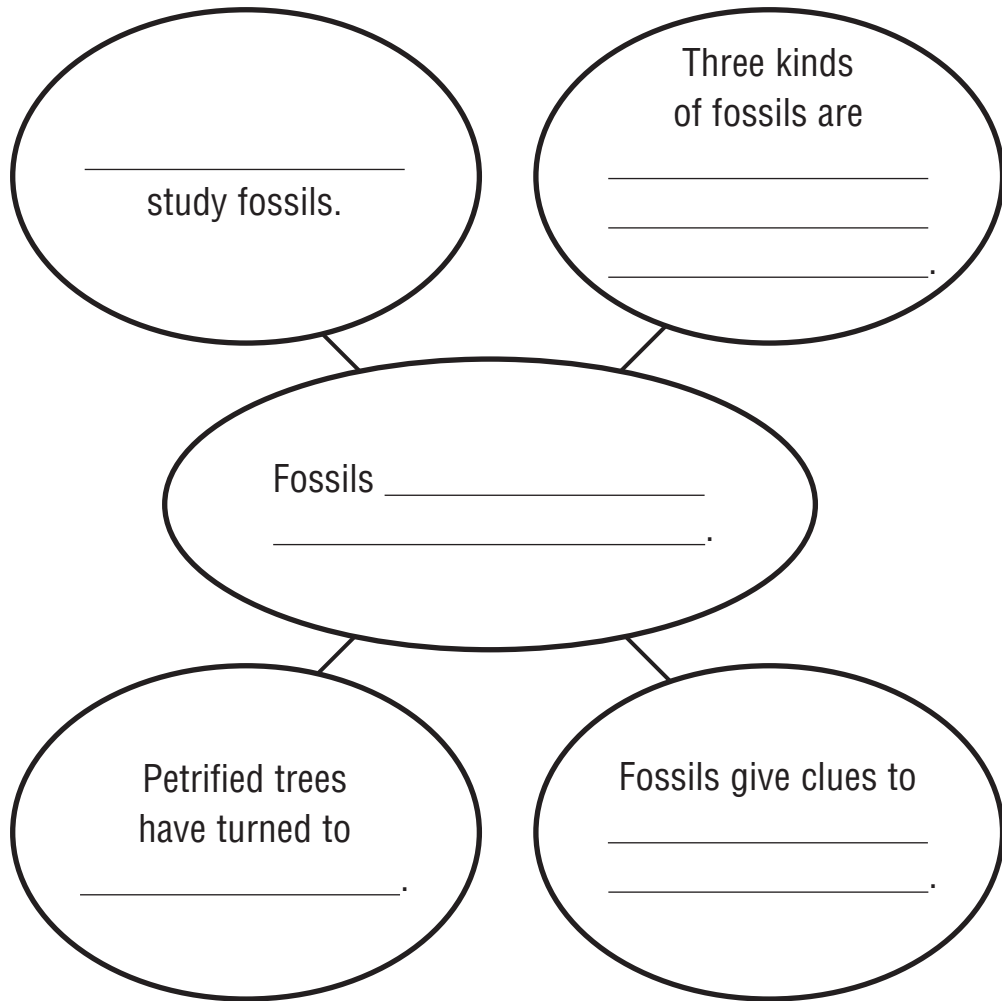 study fossils.
Three kinds
of fossils are
.
Fossils
.
Petrified trees
have turned to
.
Fossils give clues to
.